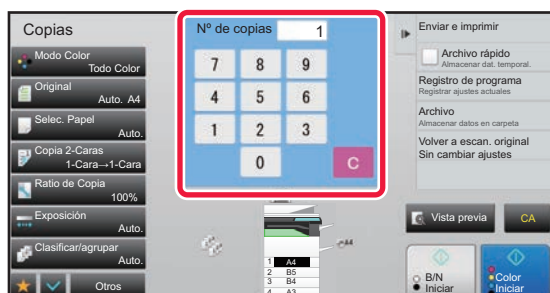 Copias
Modo Color
Todo Color
Original
Auto. A4
Selec. Papel
Auto.
Copia 2-Caras
1-Cara→1-Cara
Ratio de Copia
100%
Exposición
Auto.
Clasificar/agrupar
Auto.
Otros
Nº de copias 1
7 8 9
4 5 6
1 2 3
0 C
1 A4
2 B5
3 B4
4 A3
A4
Enviar e imprimir
Archivo rápido
Almacenar dat. temporal.
Registro de programa
Registrar ajustes actuales
Archivo
Almacenar datos en carpeta
Volver a escan. original
Sin cambiar ajustes
Vista previa
CA
B/N
Iniciar
Color
Iniciar